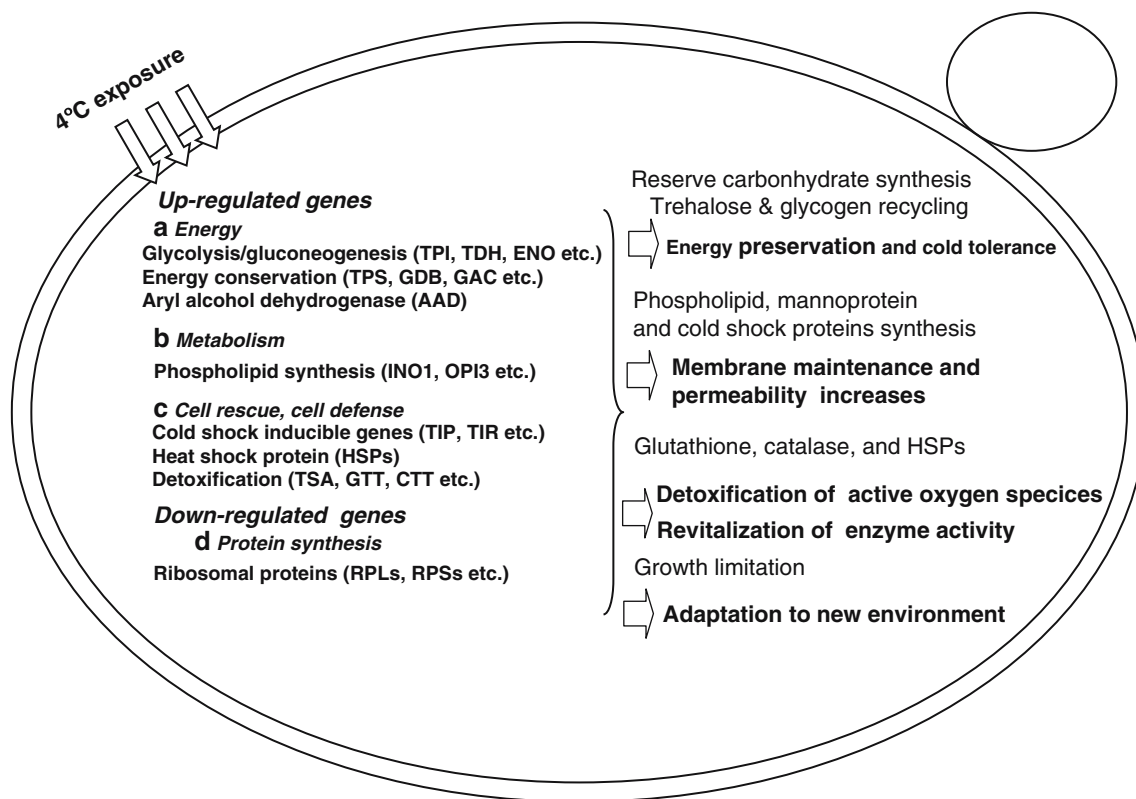 4°C exposure
Up-regulated genes
a Energy
Glycolysis/gluconeogenesis (TPI, TDH, ENO etc.)
Energy conservation (TPS, GDB, GAC etc.)
Aryl alcohol dehydrogenase (AAD)
b Metabolism
Phospholipid synthesis (INO1, OPI3 etc.)
c Cell rescue, cell defense
Cold shock inducible genes (TIP, TIR etc.)
Heat shock protein (HSPs)
Detoxification (TSA, GTT, CTT etc.)
Down-regulated genes
d Protein synthesis
Ribosomal proteins (RPLs, RPSs etc.)
Reserve carbonhydrate synthesis
Trehalose & glycogen recycling
Energy preservation and cold tolerance
Phospholipid, mannoprotein
and cold shock proteins synthesis
Membrane maintenance and
permeability increases
Glutathione, catalase, and HSPs
Detoxification of active oxygen specices
Revitalization of enzyme activity
Growth limitation
Adaptation to new environment